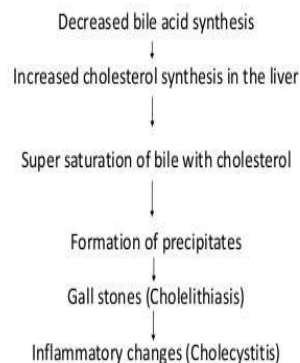 Decreased bile acid synthesis
Increased cholesterol synthesis in the liver
Super saturation of bile with cholesterol
Formation of precipitates
Gall stones (Cholelithiasis)
Inflammatory changes (Cholecystitis)